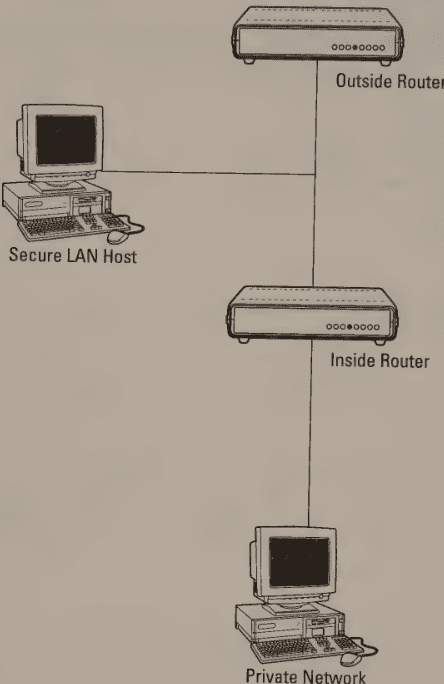 Outside Router
Secure LAN Host
Inside Router
Private Network